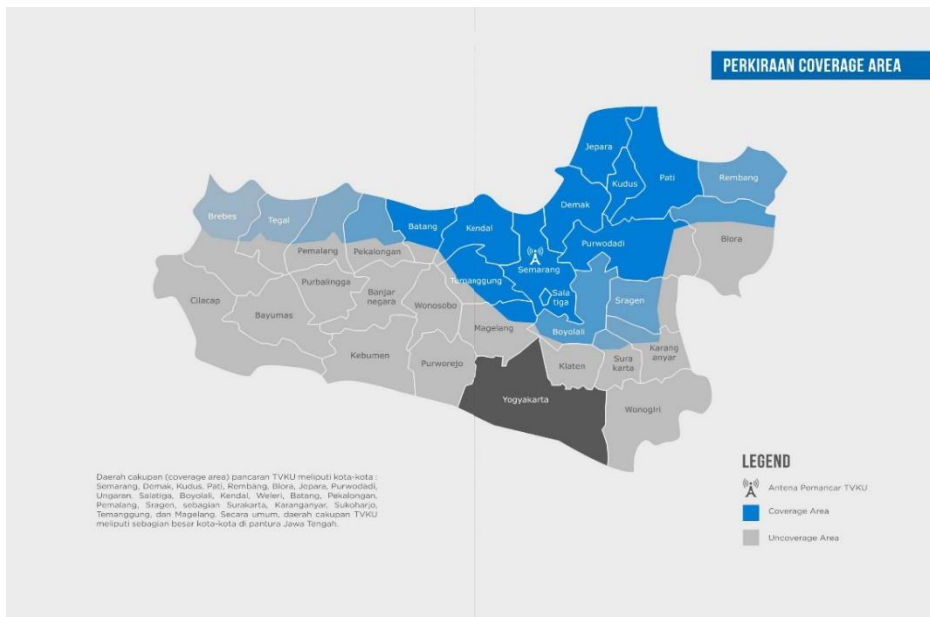 PERKIRAAN COVERAGE AREA
Jepara
Kudus
Pati
Rembang
Demak
Brebes
Tegal
Batang
Kendal
Purwodadi
Blora
Pemalang
Pekalongan
Semarang
Temanggung
Purbalingga
Sala
tiga
Sragen
Cilacap
Banjar
negara
Wonosobo
Bayumas
Magelang
Boyolali
Kebumen
Purworejo
Klaten
Sura
karta
Karang
anyar
Yogyakarta
Wonogiri
LEGEND
Antena Pemancar TVKU
Coverage Area
Uncoverage Area
Daerah cakupan (coverage area) pancaran TVKU meliputi kota-kota :
Semarang, Demak, Kudus, Pati, Rembang, Blora, Jepara, Purwodadi,
Ungaran, Salatiga, Boyolali, Kendal, Weleri, Batang, Pekalongan,
Pemalang, Sragen, sebagian Surakarta, Karanganyar, Sukoharjo,
Temanggung, dan Magelang. Secara umum, daerah cakupan TVKU
meliputi sebagian besar kota-kota di pantura Jawa Tengah.